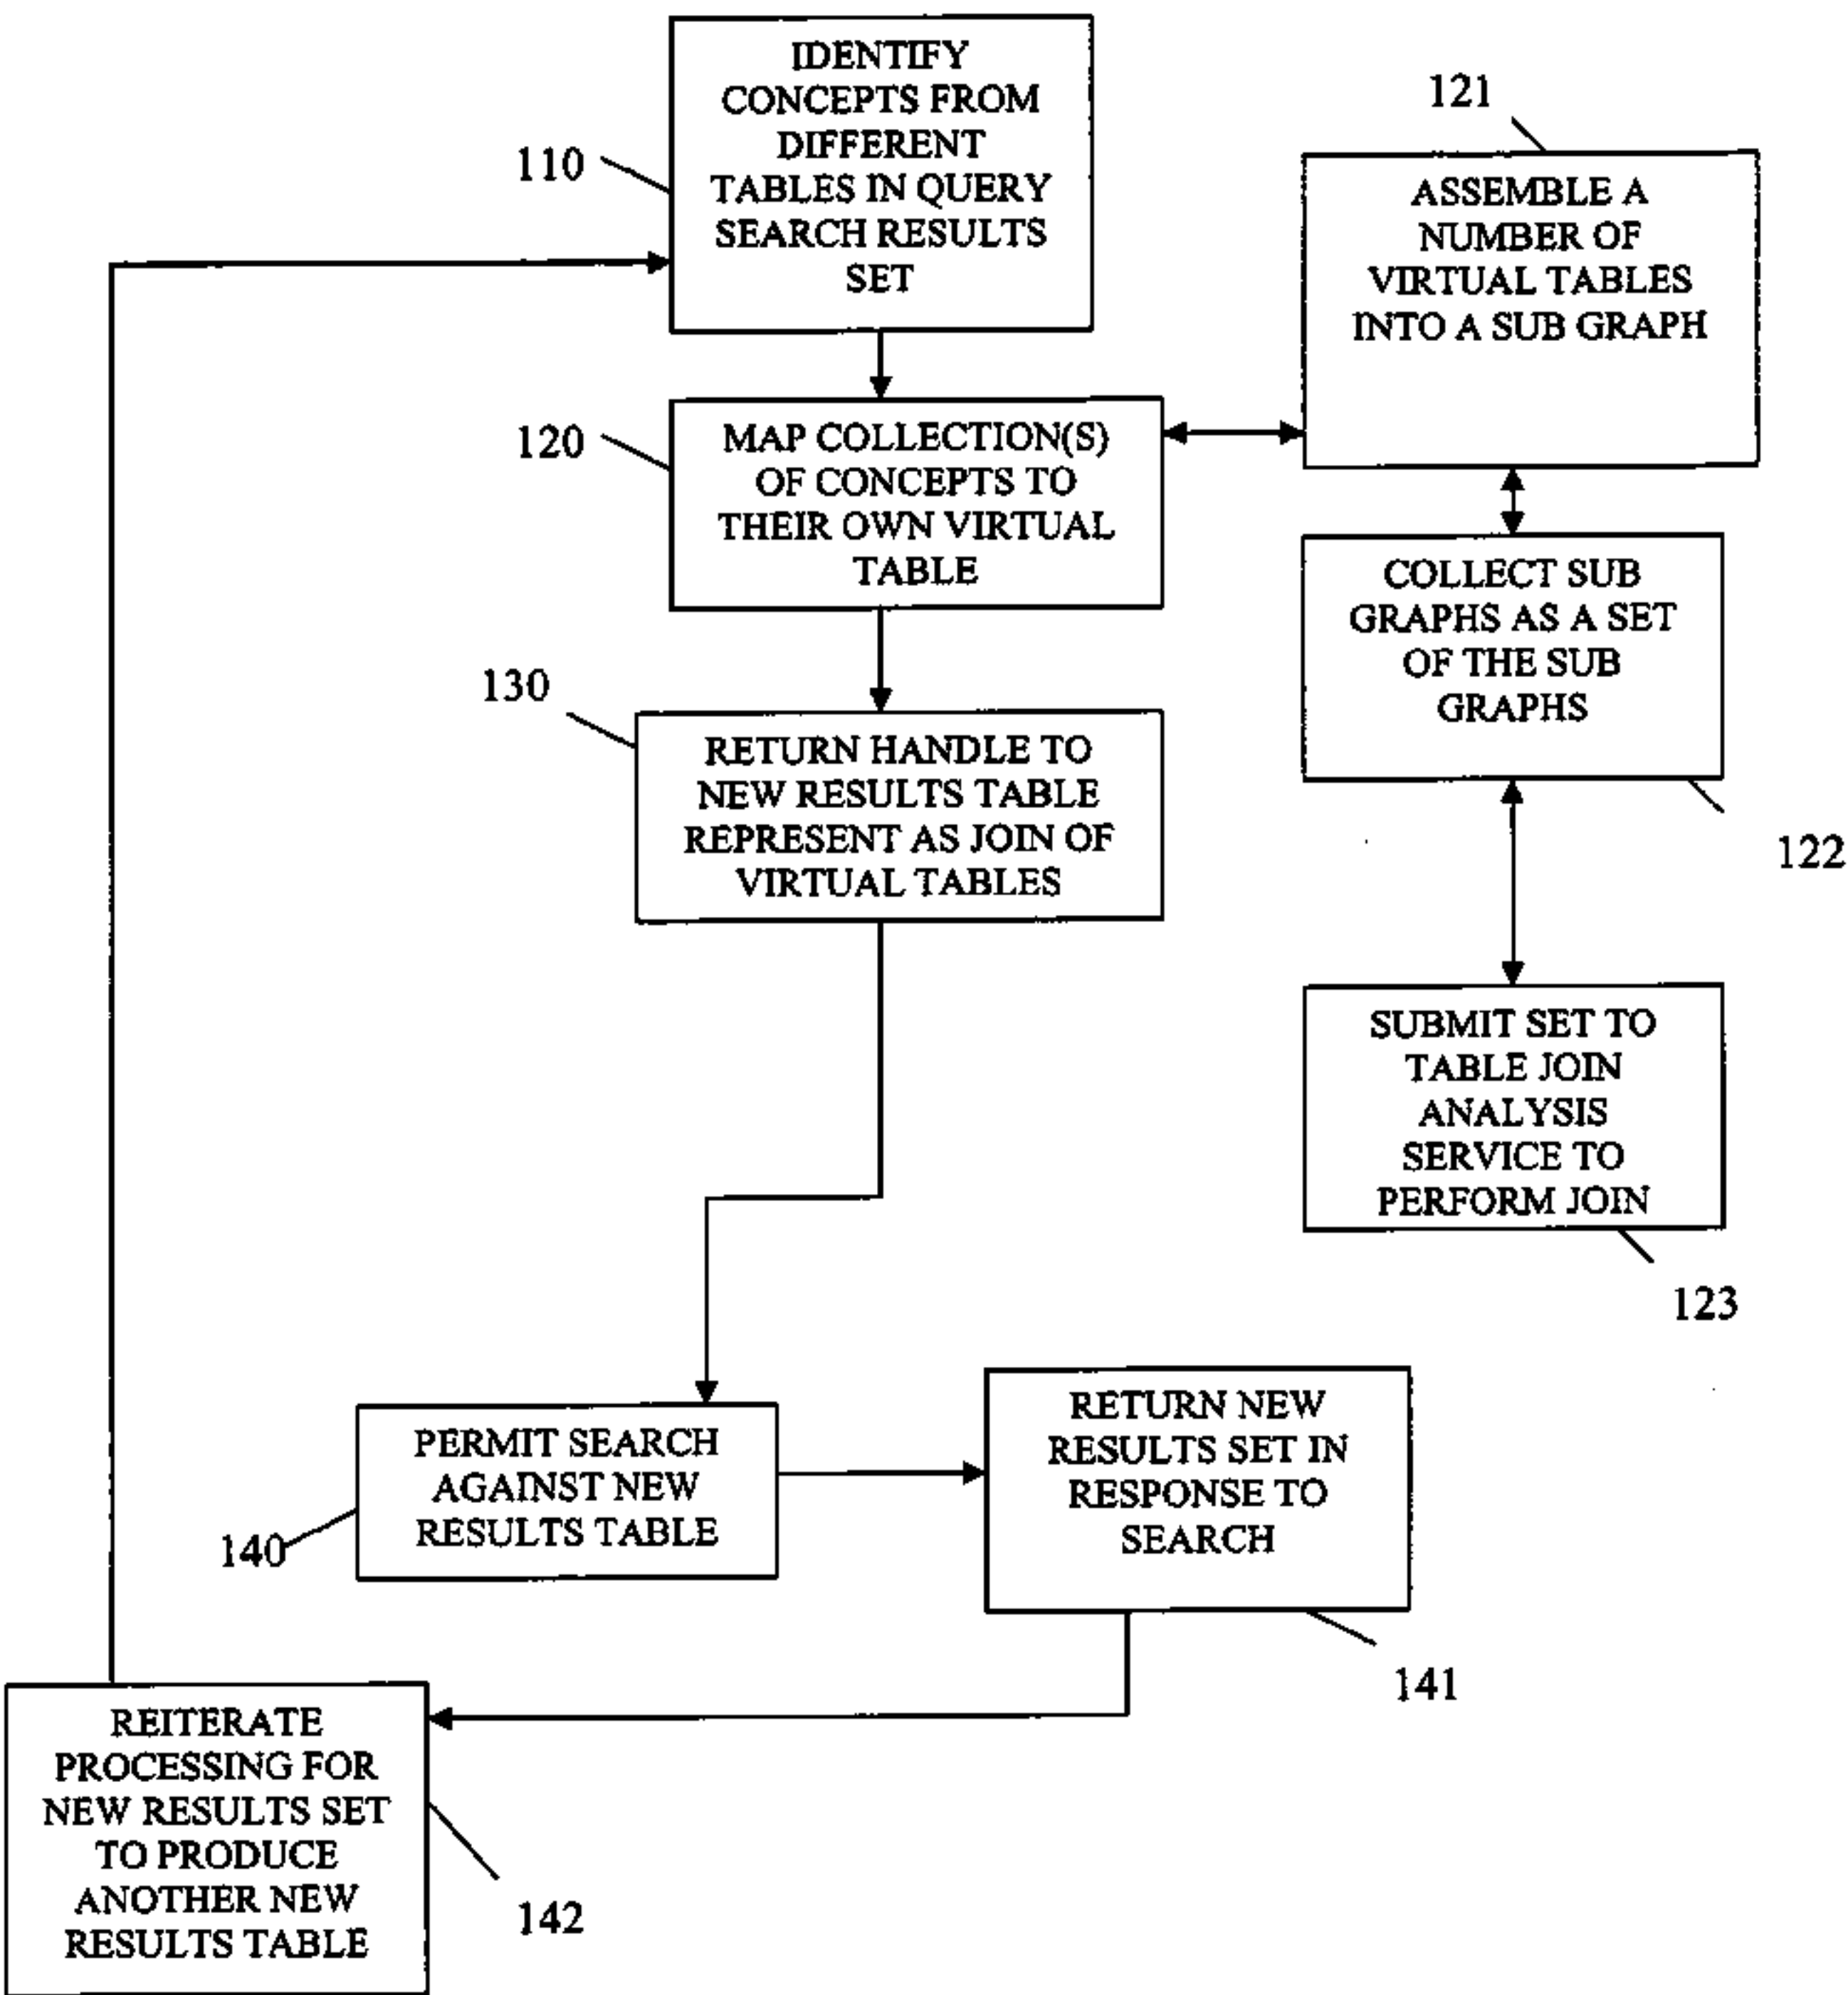 IDENTIFY
CONCEPTS FROM
DIFFERENT
TABLES IN QUERY
SEARCH RESULTS
SET
110
121
ASSEMBLE A
NUMBER OF
VIRTUAL TABLES
INTO A SUB GRAPH
120
MAP COLLECTION(S)
OF CONCEPTS TO
THEIR OWN VIRTUAL
TABLE
COLLECT SUB
GRAPHS AS A SET
OF THE SUB
GRAPHS
122
130
RETURN HANDLE TO
NEW RESULTS TABLE
REPRESENT AS JOIN OF
VIRTUAL TABLES
SUBMIT SET TO
TABLE JOIN
ANALYSIS
SERVICE TO
PERFORM JOIN
123
PERMIT SEARCH
AGAINST NEW
RESULTS TABLE
140
RETURN NEW
RESULTS SET IN
RESPONSE TO
SEARCH
141
REITERATE
PROCESSING FOR
NEW RESULTS SET
TO PRODUCE
ANOTHER NEW
RESULTS TABLE
142